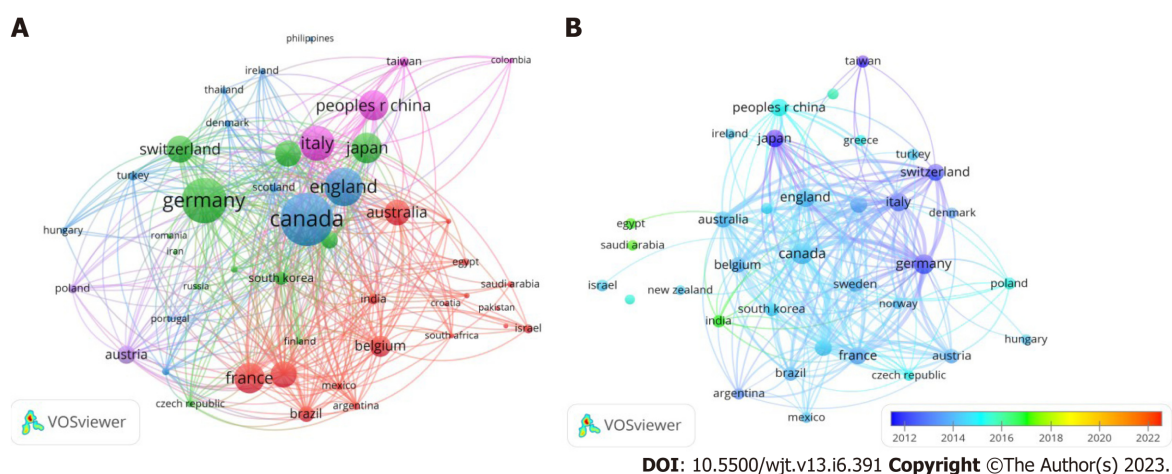 A
philippines
ireland
taiwan
colombia
thailand
peoples r china
denmark
switzerland
italy
japan
turkey
scotland
england
germany
canada
australia
hungary
romania
iran
egypt
south korea
poland
russia
india
saudi arabia
croatia
pakistan
portugal
south africa
israel
finland
belgium
austria
france
mexico
czech republic
brazil
argentina
VOSviewer
B
taiwan
peoples r china
ireland
japan
greece
turkey
switzerland
england
italy
denmark
egypt
australia
saudi arabia
belgium
canada
germany
israel
new zealand
sweden
poland
south korea
norway
india
hungary
france
austria
brazil
czech republic
argentina
mexico
VOSviewer
2012 2014 2016 2018 2020 2022
DOI: 10.5500/wjt.v13.i6.391 Copyright ©The Author(s) 2023.